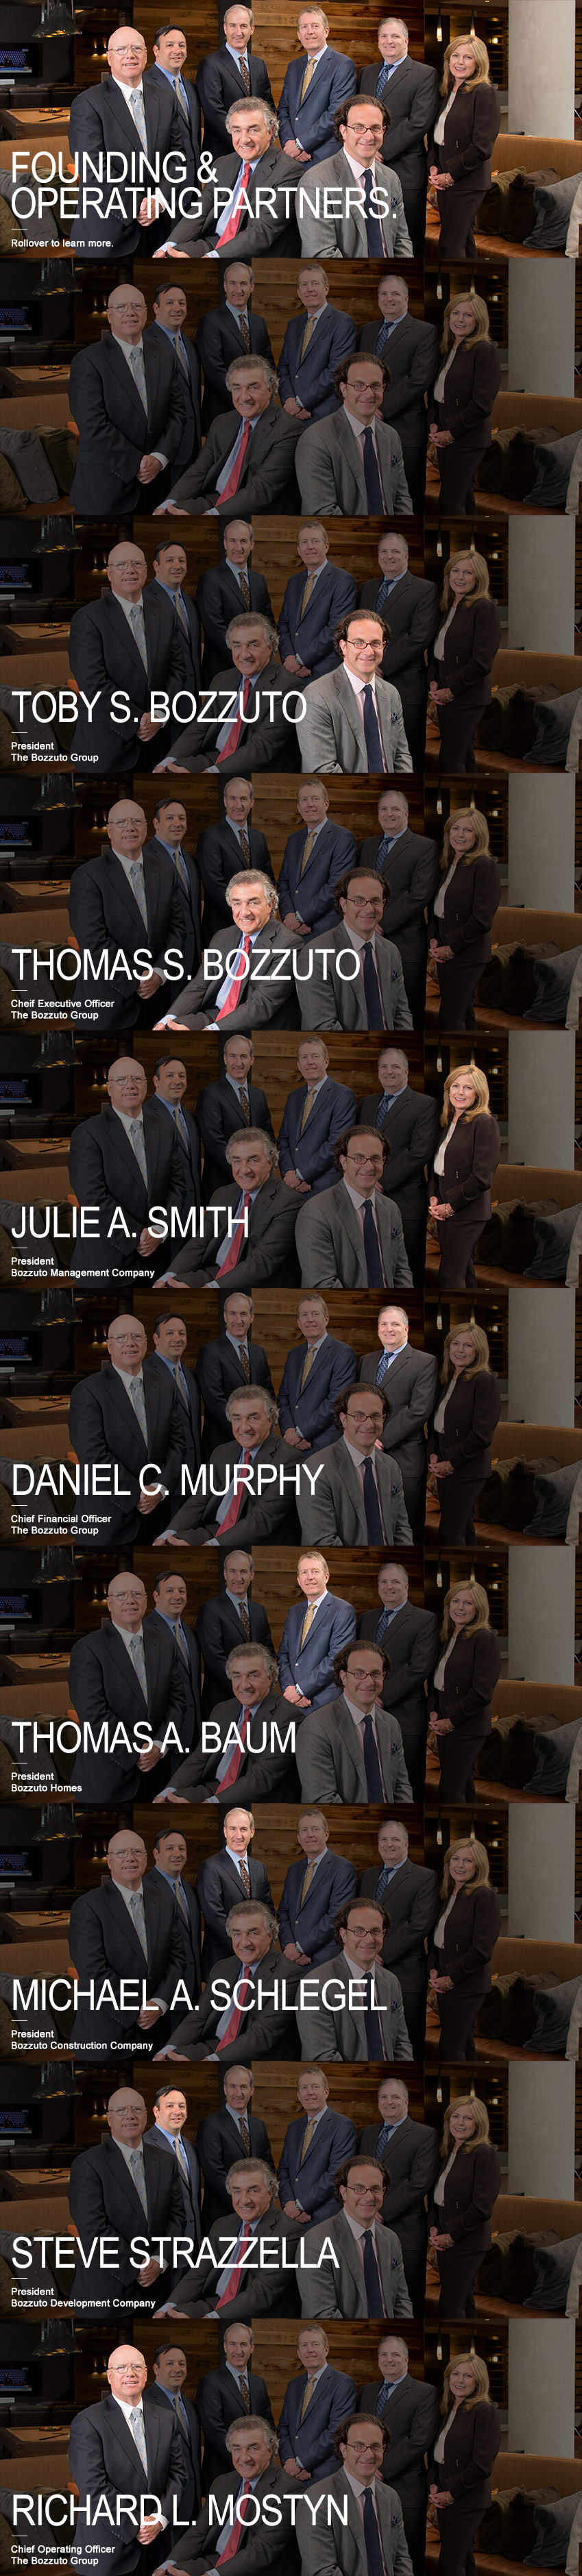 FOUNDING &
OPERATING PARTNERS.
Rollover to learn more.
TOBY S. BOZZUTO
President
The Bozzuto Group
THOMAS S. BOZZUTO
Cheif Executive Officer
The Bozzuto Group
JULIE A. SMITH
President
Bozzuto Management Company
DANIEL C. MURPHY
Chief Financial Officer
The Bozzuto Group
THOMAS A. BAUM
President
Bozzuto Homes
MICHAEL A. SCHLEGEL
President
Bozzuto Construction Company
STEVE STRAZZELLA
President
Bozzuto Development Company
RICHARD L. MOSTYN
Chief Operating Officer
The Bozzuto Group